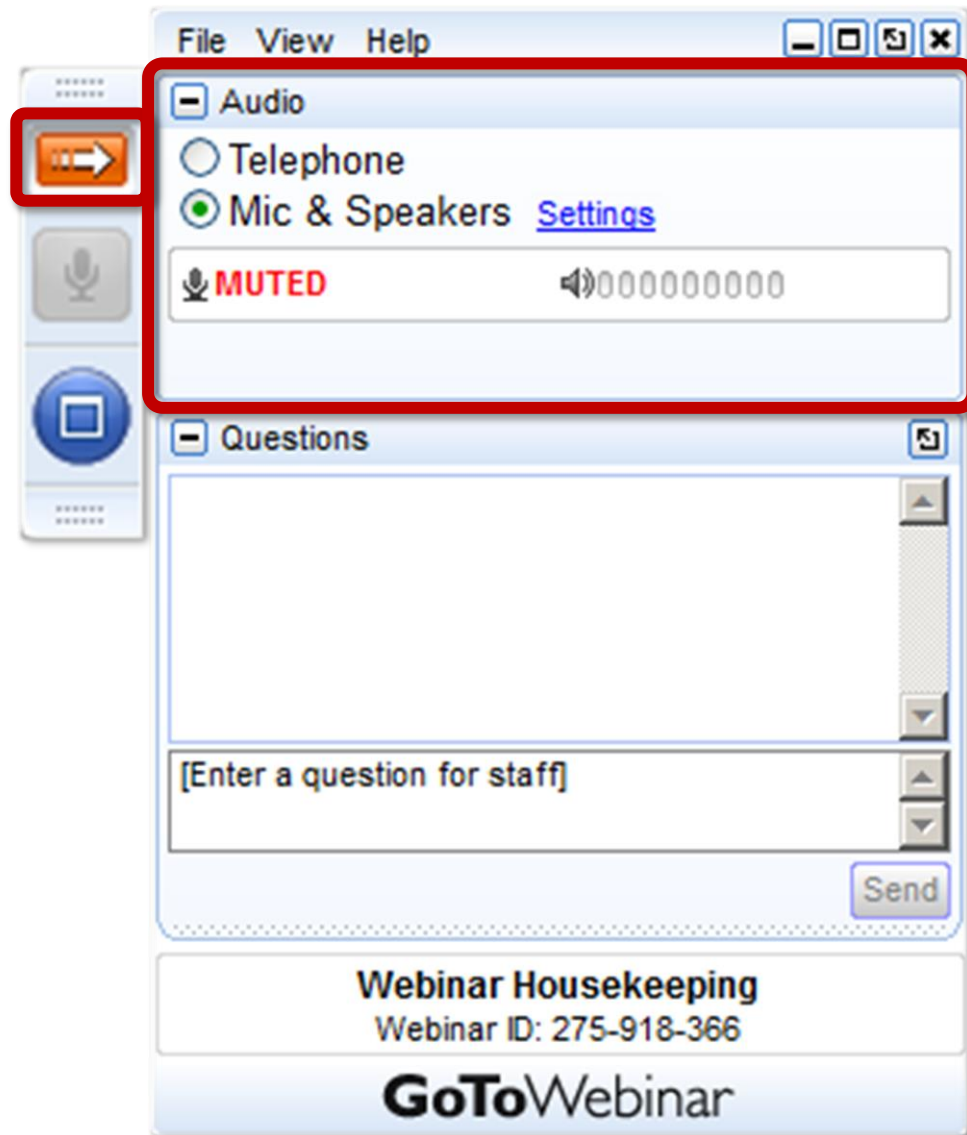 File View Help
Audio
Telephone
Mic & Speakers Settings
MUTED
Questions
[Enter a question for staff]
Send
Webinar Housekeeping
Webinar ID: 275-918-366
GoToWebinar